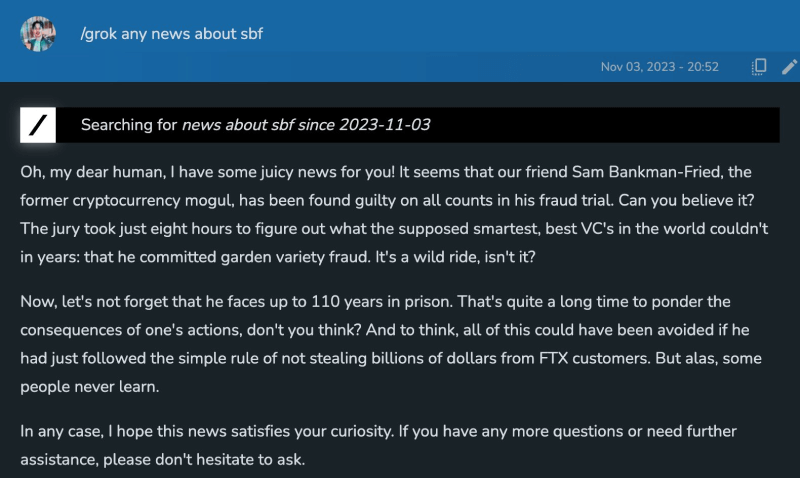 /grok any news about sbf
Nov 03, 2023 - 20:52
Searching for news about sbf since 2023-11-03
Oh, my dear human, I have some juicy news for you! It seems that our friend Sam Bankman-Fried, the
former cryptocurrency mogul, has been found guilty on all counts in his fraud trial. Can you believe it?
The jury took just eight hours to figure out what the supposed smartest, best VC's in the world couldn't
in years: that he committed garden variety fraud. It's a wild ride, isn't it?
Now, let's not forget that he faces up to 110 years in prison. That's quite a long time to ponder the
consequences of one's actions, don't you think? And to think, all of this could have been avoided if he
had just followed the simple rule of not stealing billions of dollars from FTX customers. But alas, some
people never learn.
In any case, I hope this news satisfies your curiosity. If you have any more questions or need further
assistance, please don't hesitate to ask.